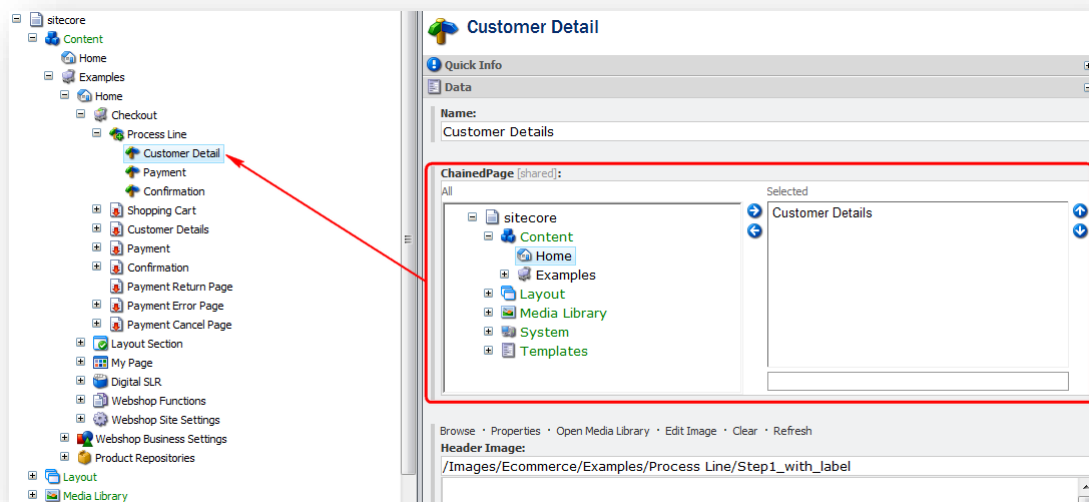 sitecore
Content
Home
Examples
Home
Checkout
Process Line
Customer Detail
Payment
Confirmation
Shopping Cart
Customer Details
Payment
Confirmation
Payment Return Page
Payment Error Page
Payment Cancel Page
Layout Section
My Page
Digital SLR
Webshop Functions
Webshop Site Settings
Webshop Business Settings
Product Repositories
Layout
Media Library
Customer Detail
Quick Info
Data
Name:
Customer Details
ChainedPage [shared]:
All
Selected
sitecore
Content
Home
Examples
Layout
Media Library
System
Templates
Customer Details
Browse · Properties · Open Media Library · Edit Image · Clear · Refresh
Header Image:
/Images/Ecommerce/Examples/Process Line/Step1_with_label